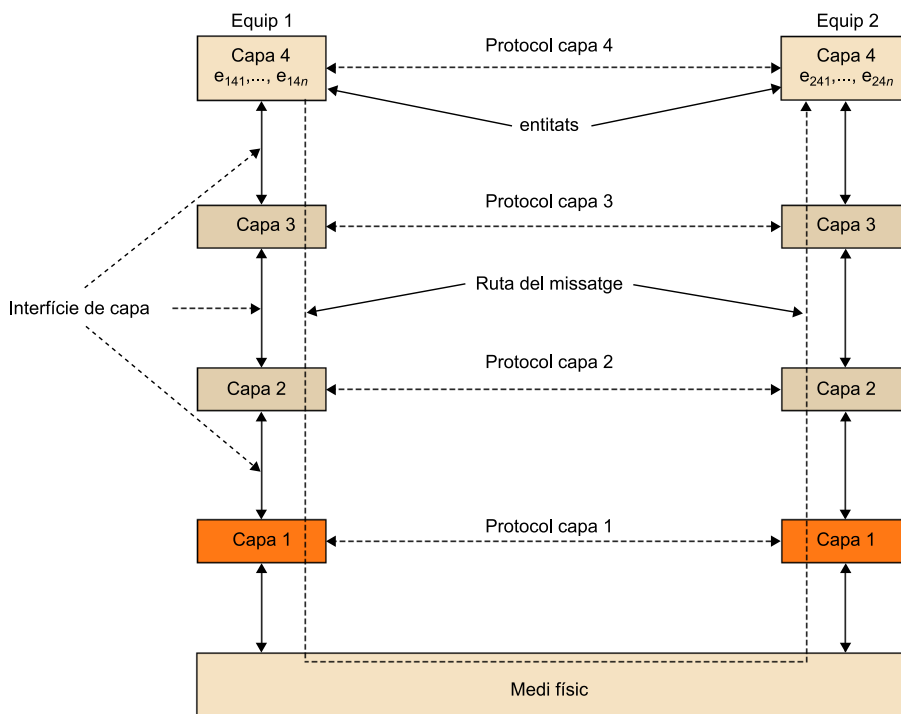 Equip 1
Equip 2
Protocol capa 4
Capa 4
e141,..., e14n
Capa 4
e241,..., e24n
entitats
Protocol capa 3
Capa 3
Capa 3
Interfície de capa
Ruta del missatge
Protocol capa 2
Capa 2
Capa 2
Protocol capa 1
Capa 1
Capa 1
Medi físic